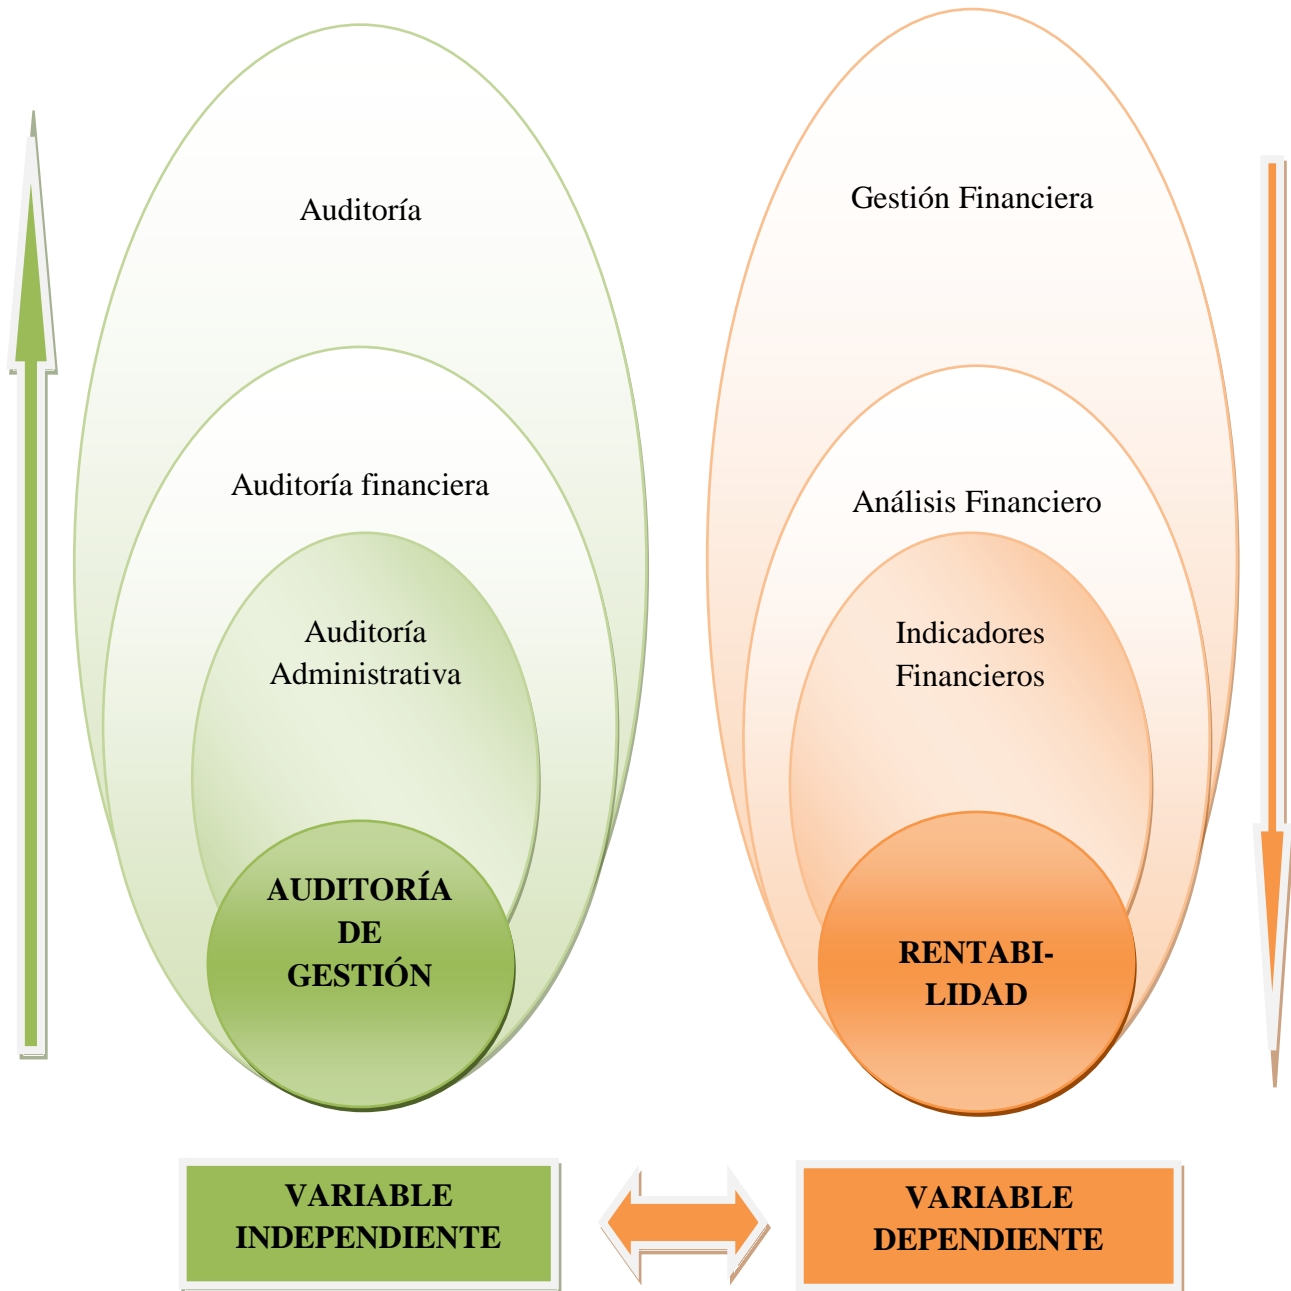 Auditoría
Auditoría financiera
Auditoría
Administrativa
AUDITORÍA
DE
GESTIÓN
VARIABLE
INDEPENDIENTE
Gestión Financiera
Análisis Financiero
Indicadores
Financieros
RENTABI-
LIDAD
VARIABLE
DEPENDIENTE